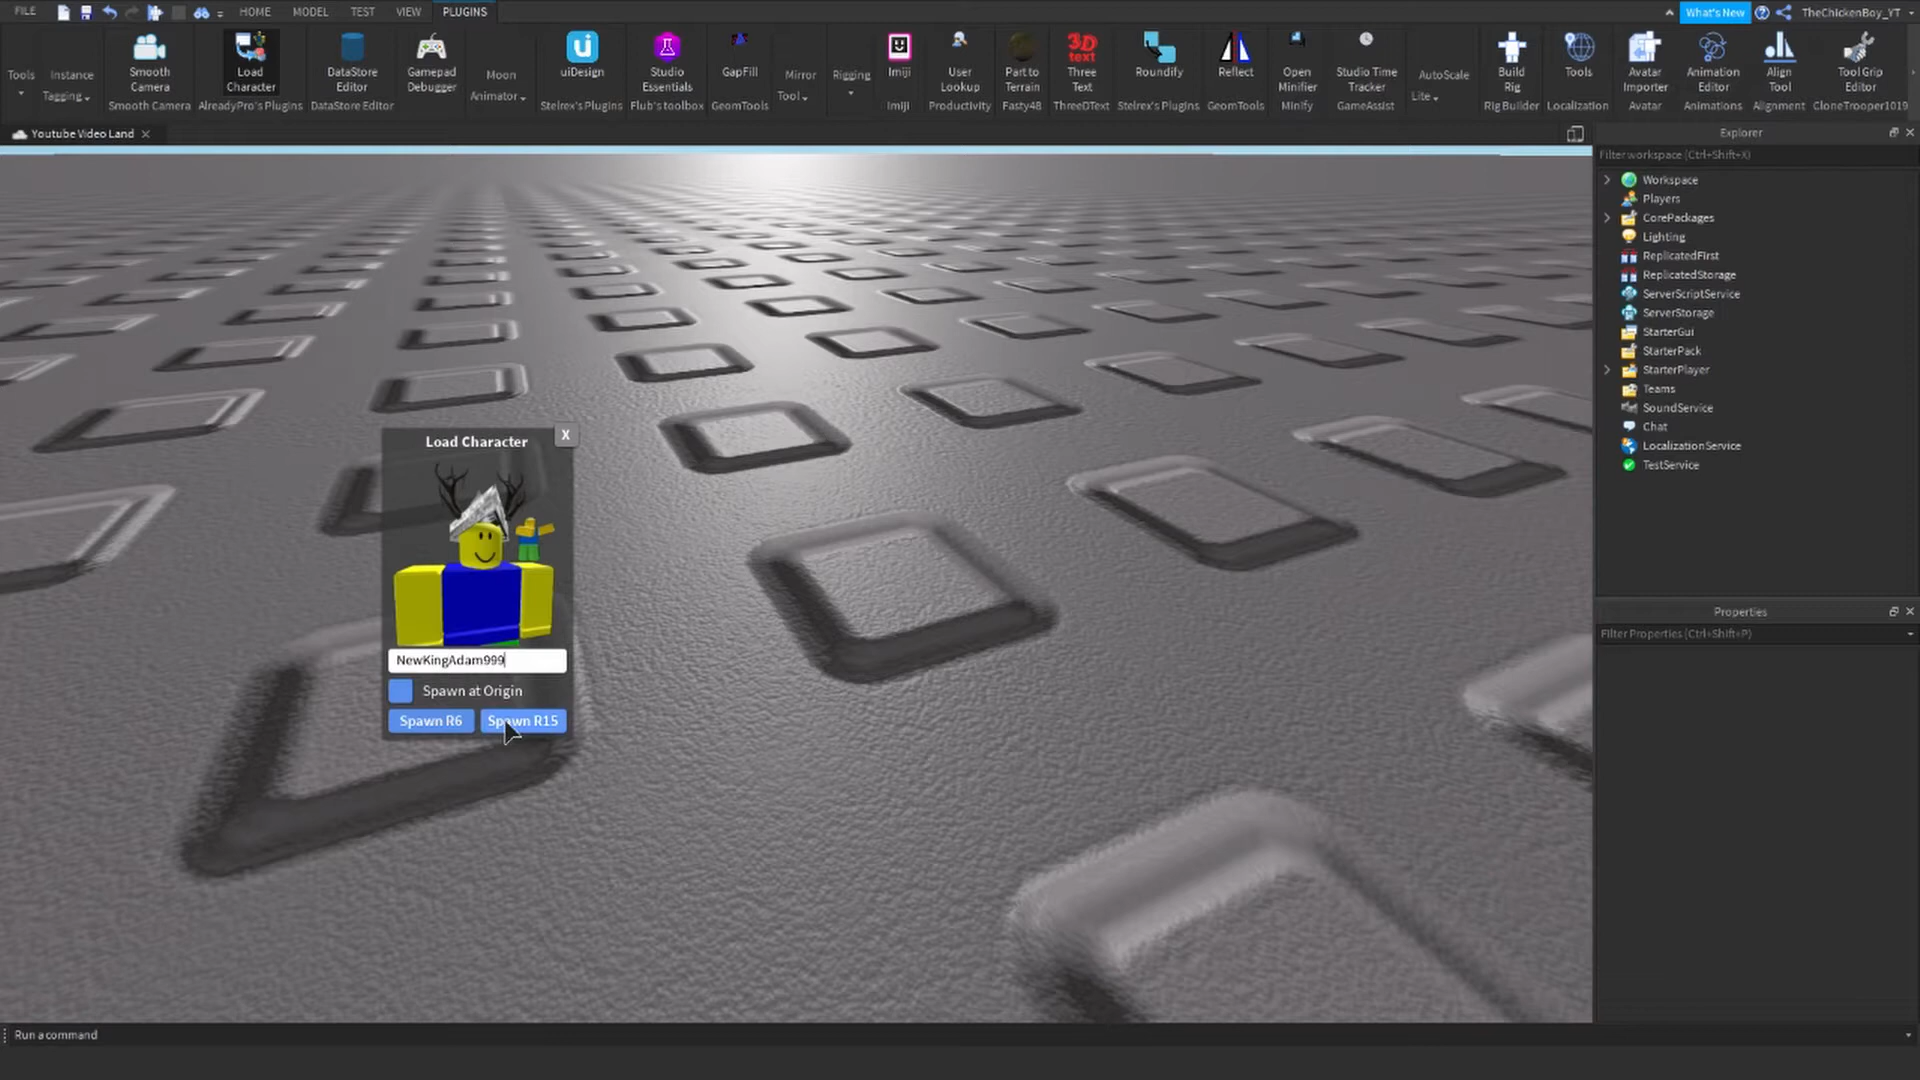 FILE HOME MODEL TEST VIEW PLUGINS What's New TheChickenBoy_YT
Tools
Instance
Tagging
Smooth
Camera
Smooth Camera
Load
Character
AlreadyPro's Plugins
DataStore
Editor
DataStore Editor
Gamepad
Debugger
Moon
Animator
uiDesign
Stelrex's Plugins
Studio
Essentials
Flub's toolbox
GapFill
GeomTools
Mirror
Tool
Rigging
Imiji
Imiji
User
Lookup
Productivity
Part to
Terrain
Fasty48
3D
text
Three
Text
ThreeDText
Roundify
Stelrex's Plugins
Reflect
GeomTools
Open
Minifier
Minify
Studio Time
Tracker
GameAssist
AutoScale
Lite
Build
Rig
Rig Builder
Tools
Localization
Avatar
Importer
Avatar
Animation
Editor
Animations
Align
Tool
Alignment
Tool Grip
Editor
CloneTrooper1019
Youtube Video Land
Explorer
Filter workspace (Ctrl+Shift+X)
Workspace
Players
CorePackages
Lighting
ReplicatedFirst
ReplicatedStorage
ServerScriptService
ServerStorage
StarterGui
StarterPack
StarterPlayer
Teams
SoundService
Chat
LocalizationService
TestService
Properties
Filter Properties (Ctrl+Shift+P)
Load Character X
NewKingAdam999
Spawn at Origin
Spawn R6 Spawn R15
Run a command